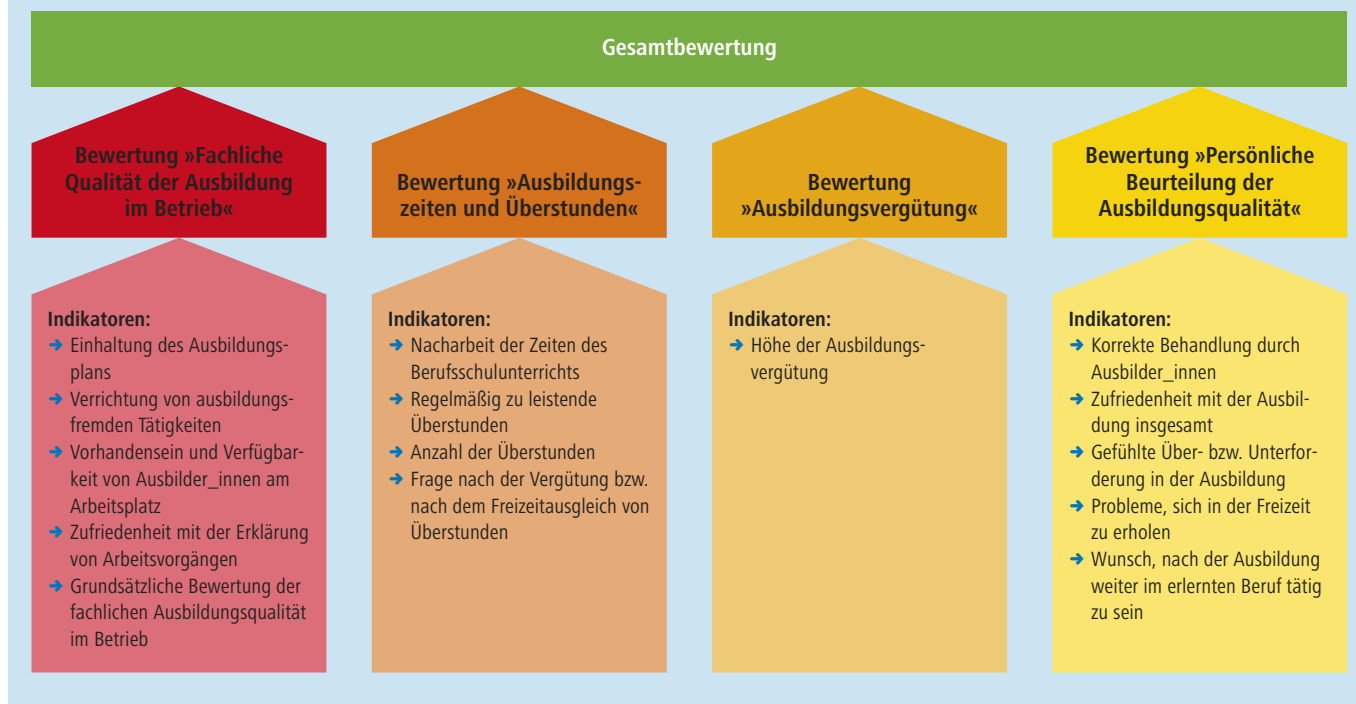 Gesamtbewertung
Bewertung »Fachliche
Qualität der Ausbildung
im Betrieb«
Bewertung »Ausbildungs-
zeiten und Überstunden«
Bewertung
»Ausbildungsvergütung«
Bewertung »Persönliche
Beurteilung der
Ausbildungsqualität«
Indikatoren:
➔ Einhaltung des Ausbildungs-
plans
➔ Verrichtung von ausbildungs-
fremden Tätigkeiten
➔ Vorhandensein und Verfügbar-
keit von Ausbilder_innen am
Arbeitsplatz
➔ Zufriedenheit mit der Erklärung
von Arbeitsvorgängen
➔ Grundsätzliche Bewertung der
fachlichen Ausbildungsqualität
im Betrieb
Indikatoren:
➔ Nacharbeit der Zeiten des
Berufsschulunterrichts
➔ Regelmäßig zu leistende
Überstunden
➔ Anzahl der Überstunden
➔ Frage nach der Vergütung bzw.
nach dem Freizeitausgleich von
Überstunden
Indikatoren:
➔ Höhe der Ausbildungs-
vergütung
Indikatoren:
➔ Korrekte Behandlung durch
Ausbilder_innen
➔ Zufriedenheit mit der Ausbil-
dung insgesamt
➔ Gefühlte Über- bzw. Unterfor-
derung in der Ausbildung
➔ Probleme, sich in der Freizeit
zu erholen
➔ Wunsch, nach der Ausbildung
weiter im erlernten Beruf tätig
zu sein